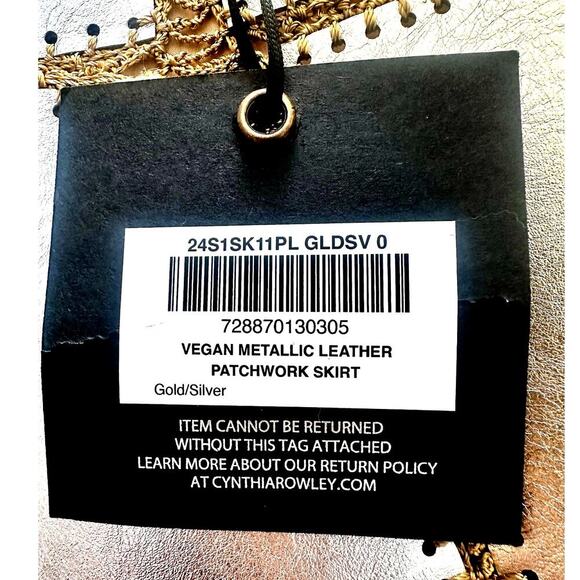 24S1SK11PL GLDSV 0
728870130305
VEGAN METALLIC LEATHER
PATCHWORK SKIRT
Gold/Silver
ITEM CANNOT BE RETURNED
WITHOUT THIS TAG ATTACHED
LEARN MORE ABOUT OUR RETURN POLICY
AT CYNTHIAROWLEY.COM